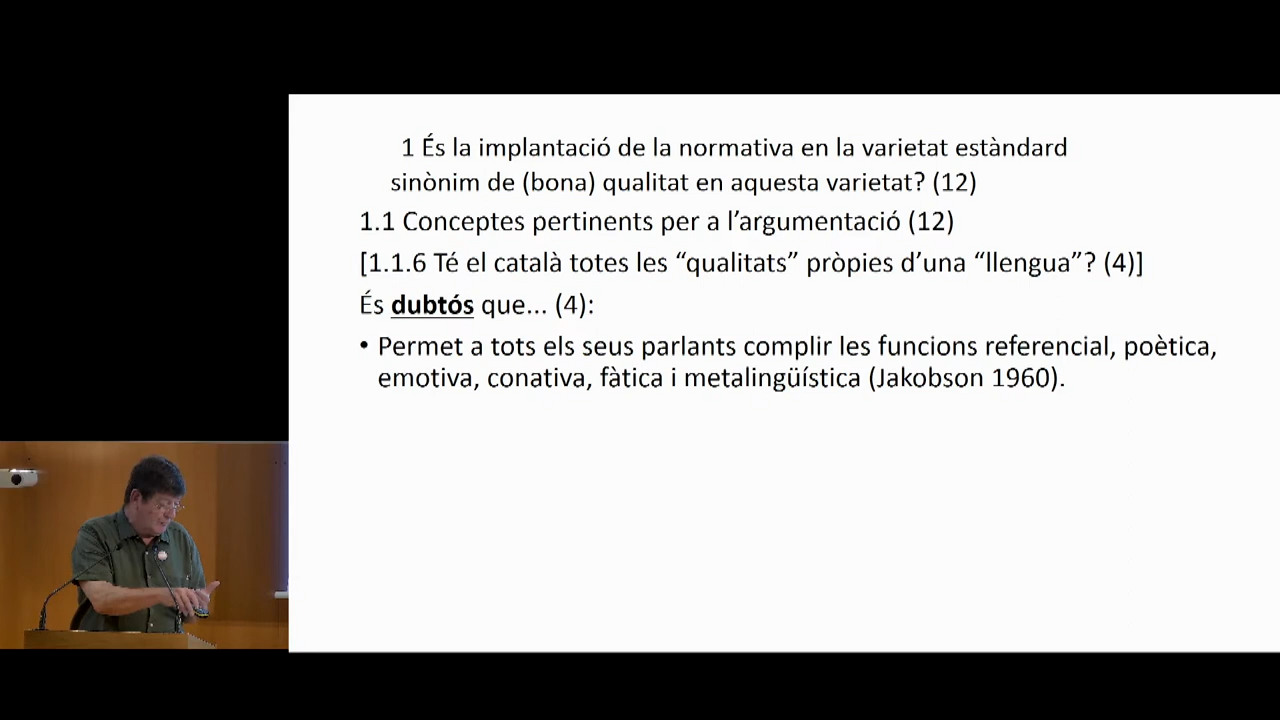 1 És la implantació de la normativa en la varietat estàndard
sinònim de (bona) qualitat en aquesta varietat? (12)
1.1 Conceptes pertinents per a l’argumentació (12)
[1.1.6 Té el català totes les “qualitats” pròpies d’una “llengua”? (4)]
És dubtós que... (4):
• Permet a tots els seus parlants complir les funcions referencial, poètica,
emotiva, conativa, fàtica i metalingüística (Jakobson 1960).